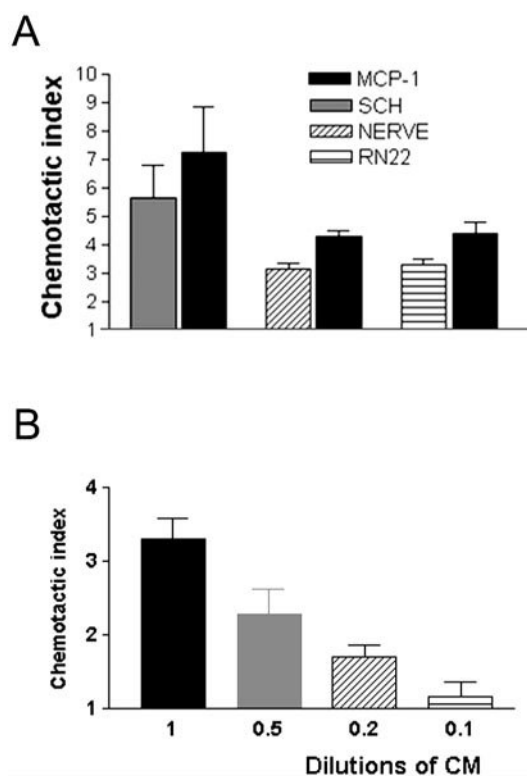 A
Chemotactic index
10
9
8
7
6
5
4
3
2
1
MCP-1
SCH
NERVE
RN22
B
Chemotactic index
4
3
2
1
1 0.5 0.2 0.1
Dilutions of CM